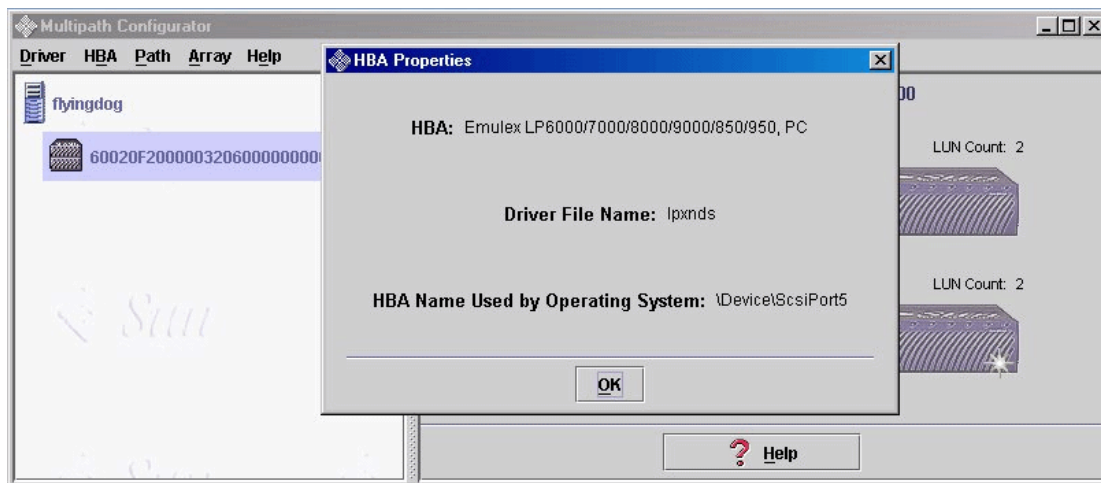 Multipath Configurator
Driver HBA Path Array Help
flyingdog
HBA Properties
HBA: Emulex LP6000/7000/8000/9000/850/950, PC
Driver File Name: lpxnds
HBA Name Used by Operating System: \Device\ScsiPort5
OK
00
LUN Count: 2
LUN Count: 2
Help
Sun